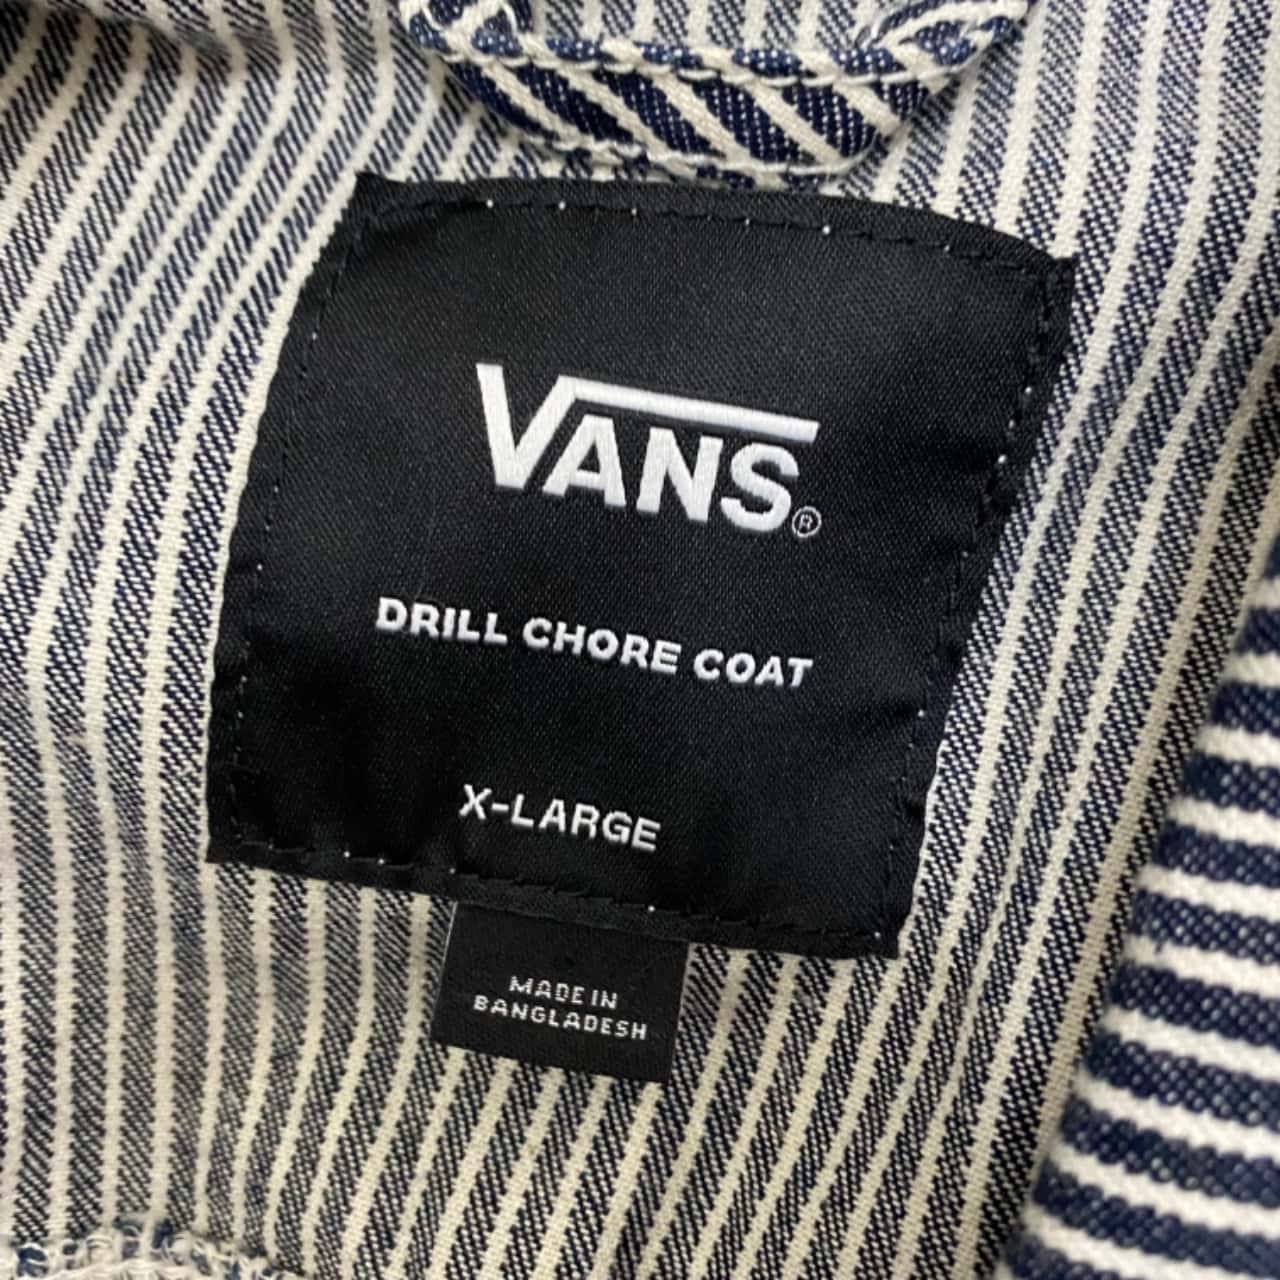 VANS®
DRILL CHORE COAT
X-LARGE
MADE IN
BANGLADESH